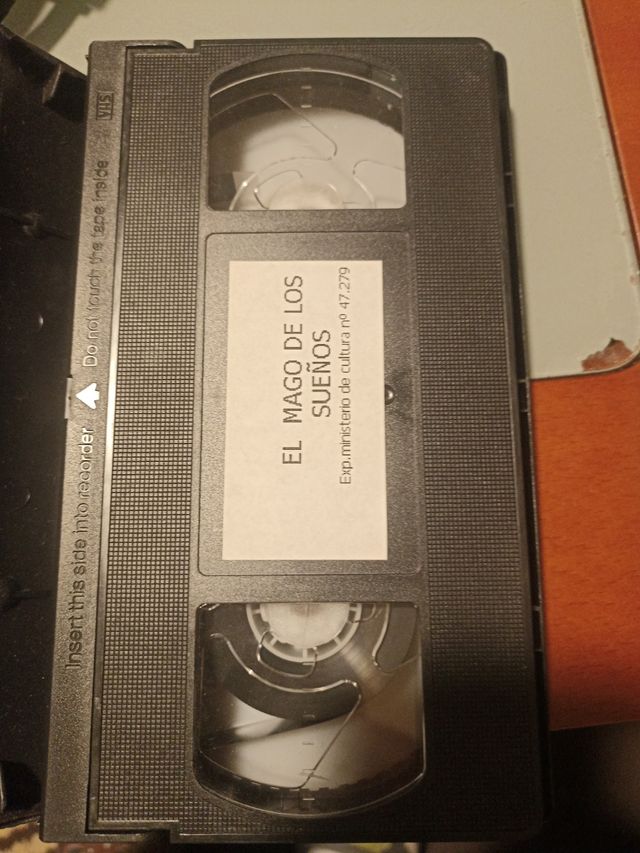 VHS
Insert this side into recorder Do not touch the tape inside
EL MAGO DE LOS
SUEÑOS
Exp.ministerio de cultura nº 47.279